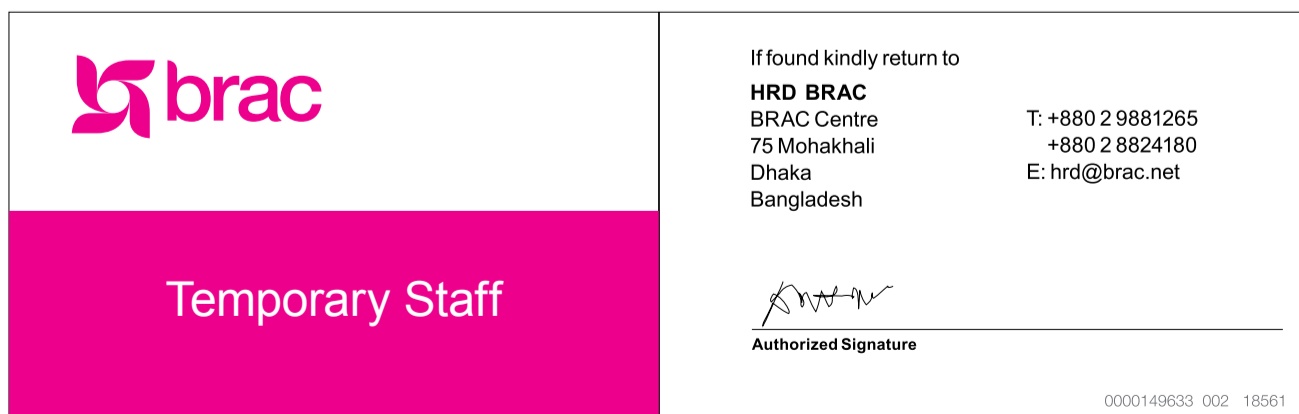 brac
Temporary Staff
If found kindly return to
HRD BRAC
BRAC Centre
75 Mohakhali
Dhaka
Bangladesh
T: +880 2 9881265
+880 2 8824180
E: hrd@brac.net
Authorized Signature
0000149633 002 18561